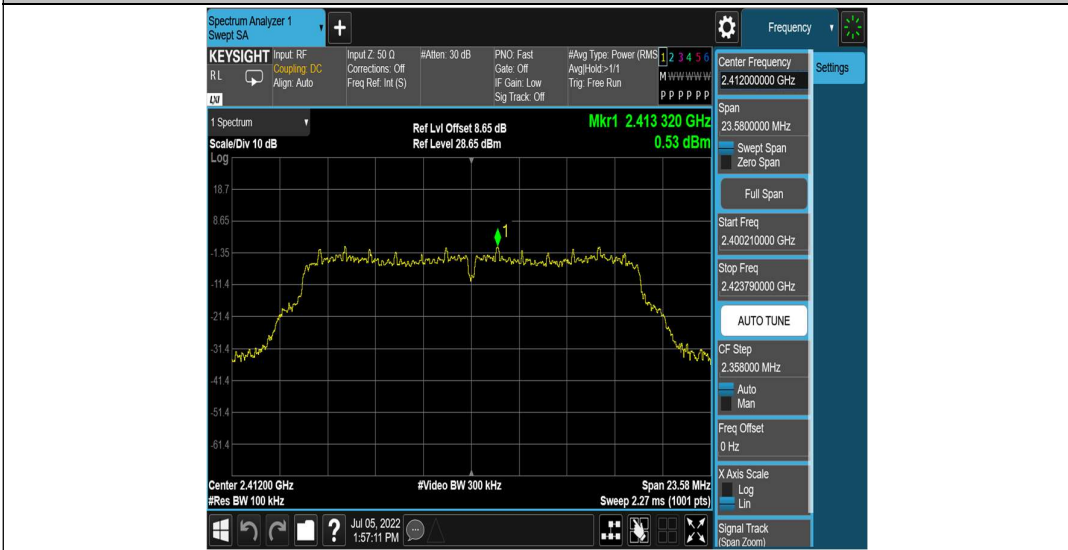 Spectrum Analyzer 1
Swept SA
Frequency
KEYSIGHT
RL
LXI
Input: RF
Coupling: DC
Align: Auto
Input Z: 50 Ω
Corrections: Off
Freq Ref: Int (S)
#Atten: 30 dB
PNO: Fast
Gate: Off
IF Gain: Low
Sig Track: Off
#Avg Type: Power (RMS
Avg|Hold:>1/1
Trig: Free Run
1 2 3 4 5 6
M W W W W W
P P P P P P
Center Frequency
2.412000000 GHz
Settings
1 Spectrum
Scale/Div 10 dB
Ref Lvl Offset 8.65 dB
Ref Level 28.65 dBm
Mkr1 2.413 320 GHz
0.53 dBm
Log
18.7
8.65
-1.35
-11.4
-21.4
-31.4
-41.4
-51.4
-61.4
1
Center 2.41200 GHz
#Res BW 100 kHz
#Video BW 300 kHz
Span 23.58 MHz
Sweep 2.27 ms (1001 pts)
Span
23.5800000 MHz
Swept Span
Zero Span
Full Span
Start Freq
2.400210000 GHz
Stop Freq
2.423790000 GHz
AUTO TUNE
CF Step
2.358000 MHz
Auto
Man
Freq Offset
0 Hz
X Axis Scale
Log
Lin
Signal Track
(Span Zoom)
?
Jul 05, 2022
1:57:11 PM